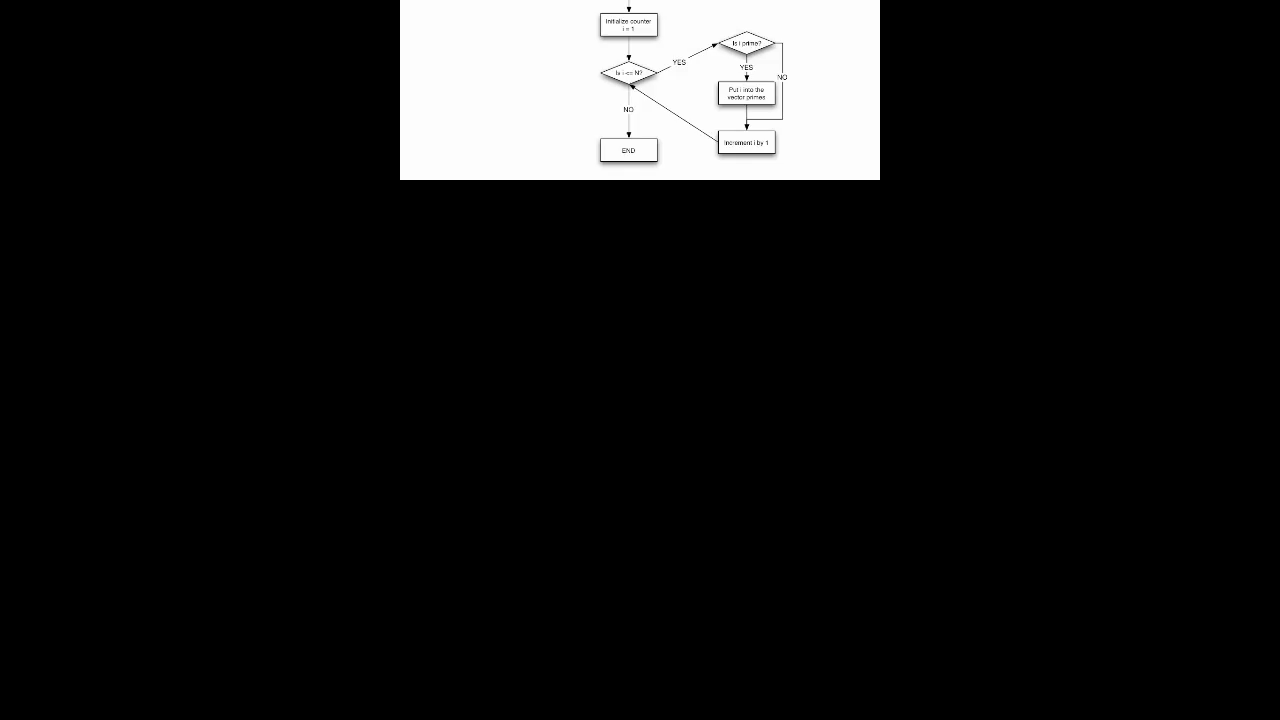 Initialize counter
i = 1
Is i prime?
YES
YES
Is i <= N?
NO
Put i into the
vector primes
NO
Increment i by 1
END